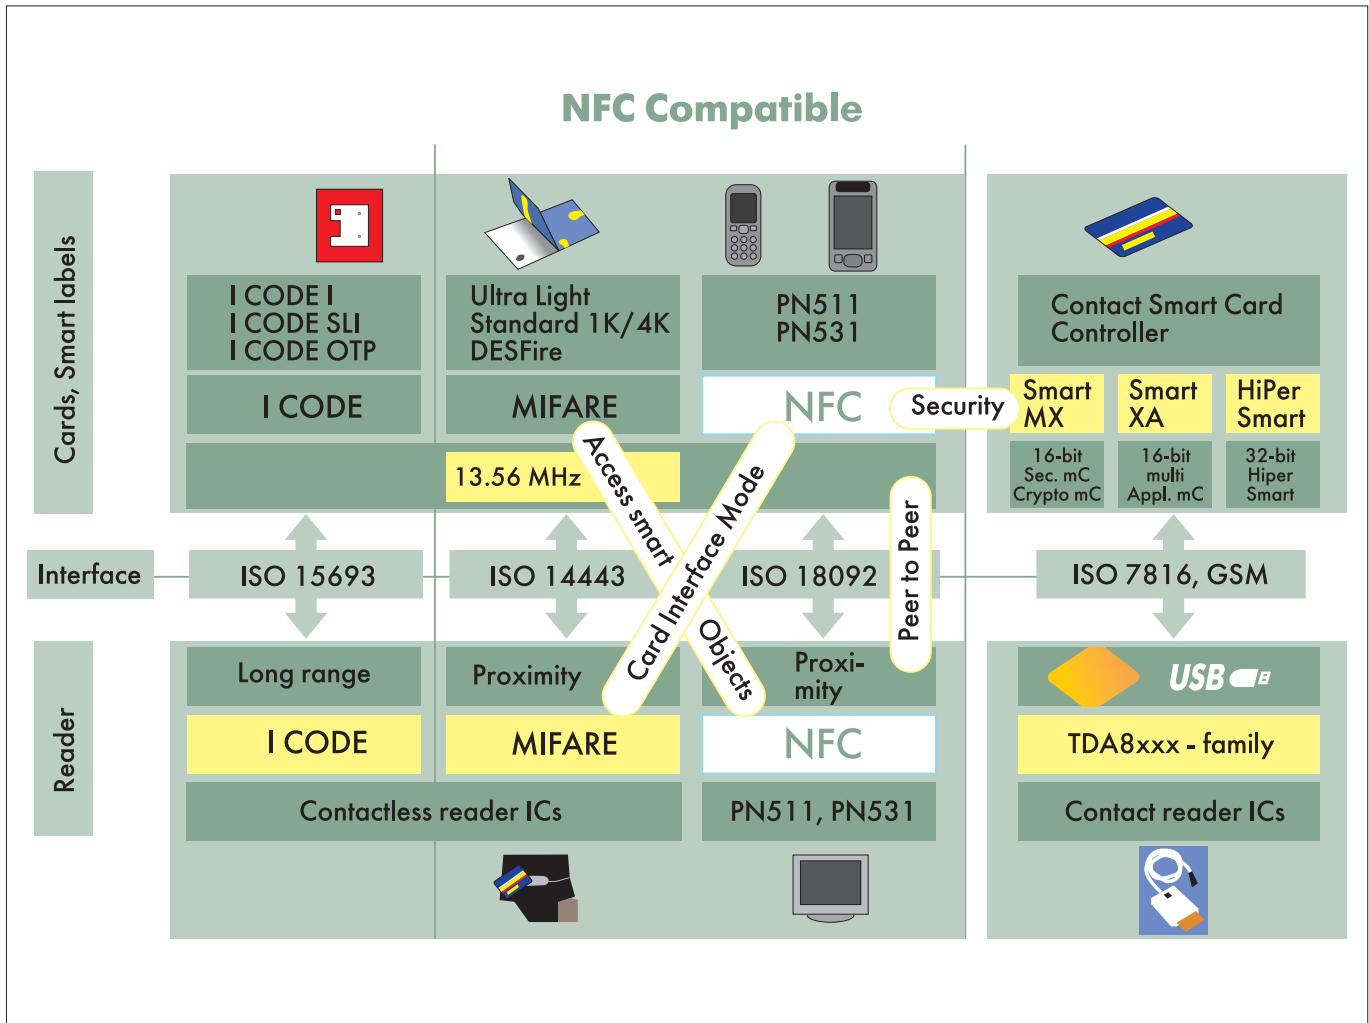 NFC Compatible
Cards, Smart labels
I CODE I
I CODE SLI
I CODE OTP
Ultra Light
Standard 1K/4K
DESFire
PN511
PN531
Contact Smart Card
Controller
I CODE
MIFARE
NFC
Security
Smart
MX
Smart
XA
HiPer
Smart
13.56 MHz
16-bit
Sec. mC
Crypto mC
16-bit
multi
Appl. mC
32-bit
Hiper
Smart
Access smart Objects
Card Interface Mode
Peer to Peer
Interface
ISO 15693
ISO 14443
ISO 18092
ISO 7816, GSM
Reader
Long range
Proximity
Proxi-
mity
USB
I CODE
MIFARE
NFC
TDA8xxx - family
Contactless reader ICs
PN511, PN531
Contact reader ICs